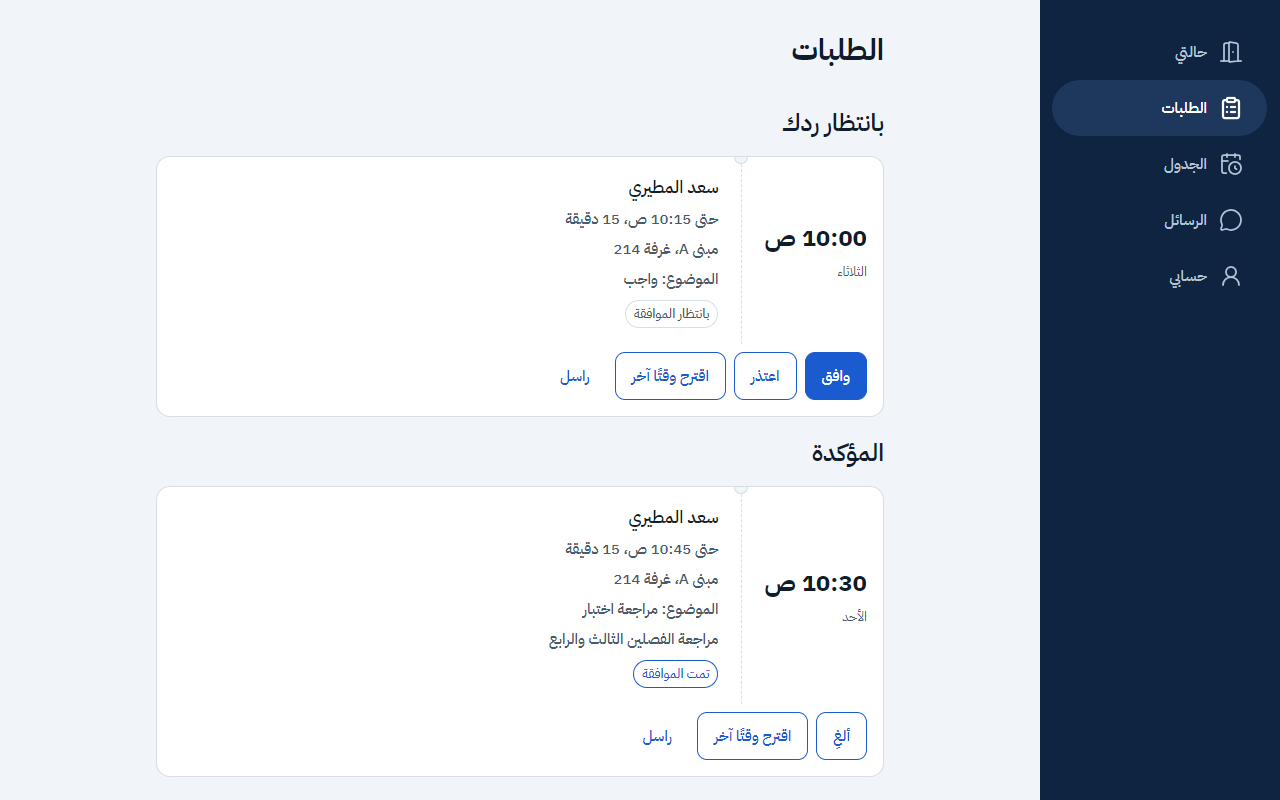 حالتي
الطلبات
الجدول
الرسائل
حسابي
الطلبات
بانتظار ردك
10:00 ص
الثلاثاء
سعد المطيري
حتى 10:15 ص، 15 دقيقة
مبنى A، غرفة 214
الموضوع: واجب
بانتظار الموافقة
وافق
اعتذر
اقترح وقتًا آخر
راسل
المؤكدة
10:30 ص
الأحد
سعد المطيري
حتى 10:45 ص، 15 دقيقة
مبنى A، غرفة 214
الموضوع: مراجعة اختبار
مراجعة الفصلين الثالث والرابع
تمت الموافقة
ألغِ
اقترح وقتًا آخر
راسل